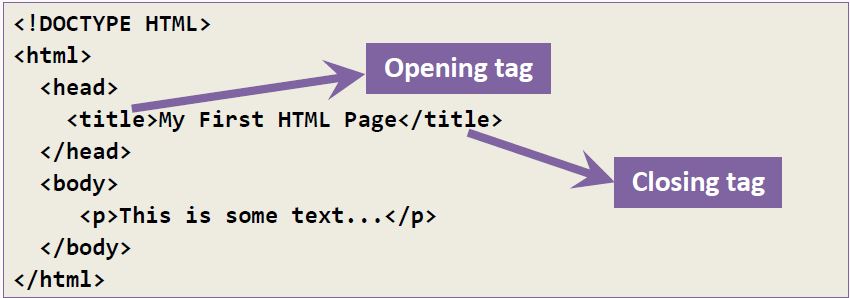 <!DOCTYPE HTML>
<html>
<head>
Opening tag
<title>My First HTML Page</title>
</head>
Closing tag
<body>
<p>This is some text...</p>
</body>
</html>